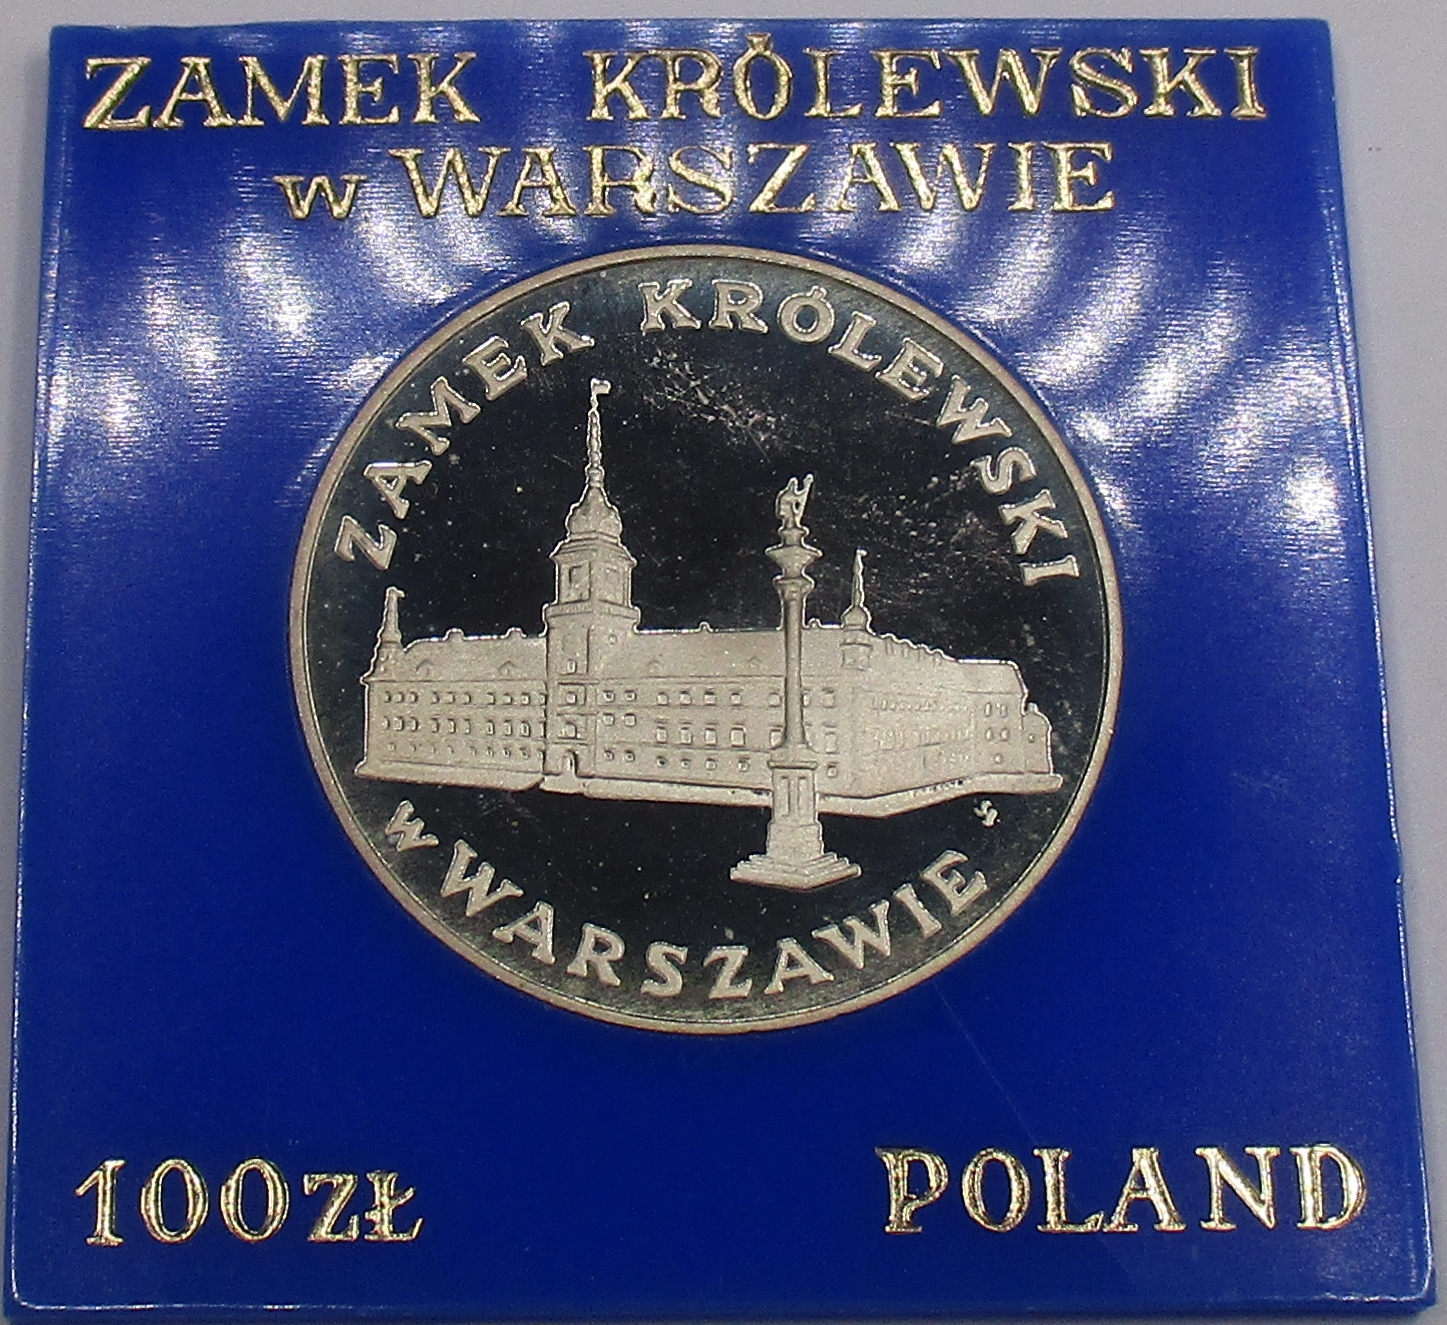 ZAMEK KRÓLEWSKI
w WARSZAWIE
ZAMEK KRÓLEWSKI
W WARSZAWIE
100ZŁ
POLAND